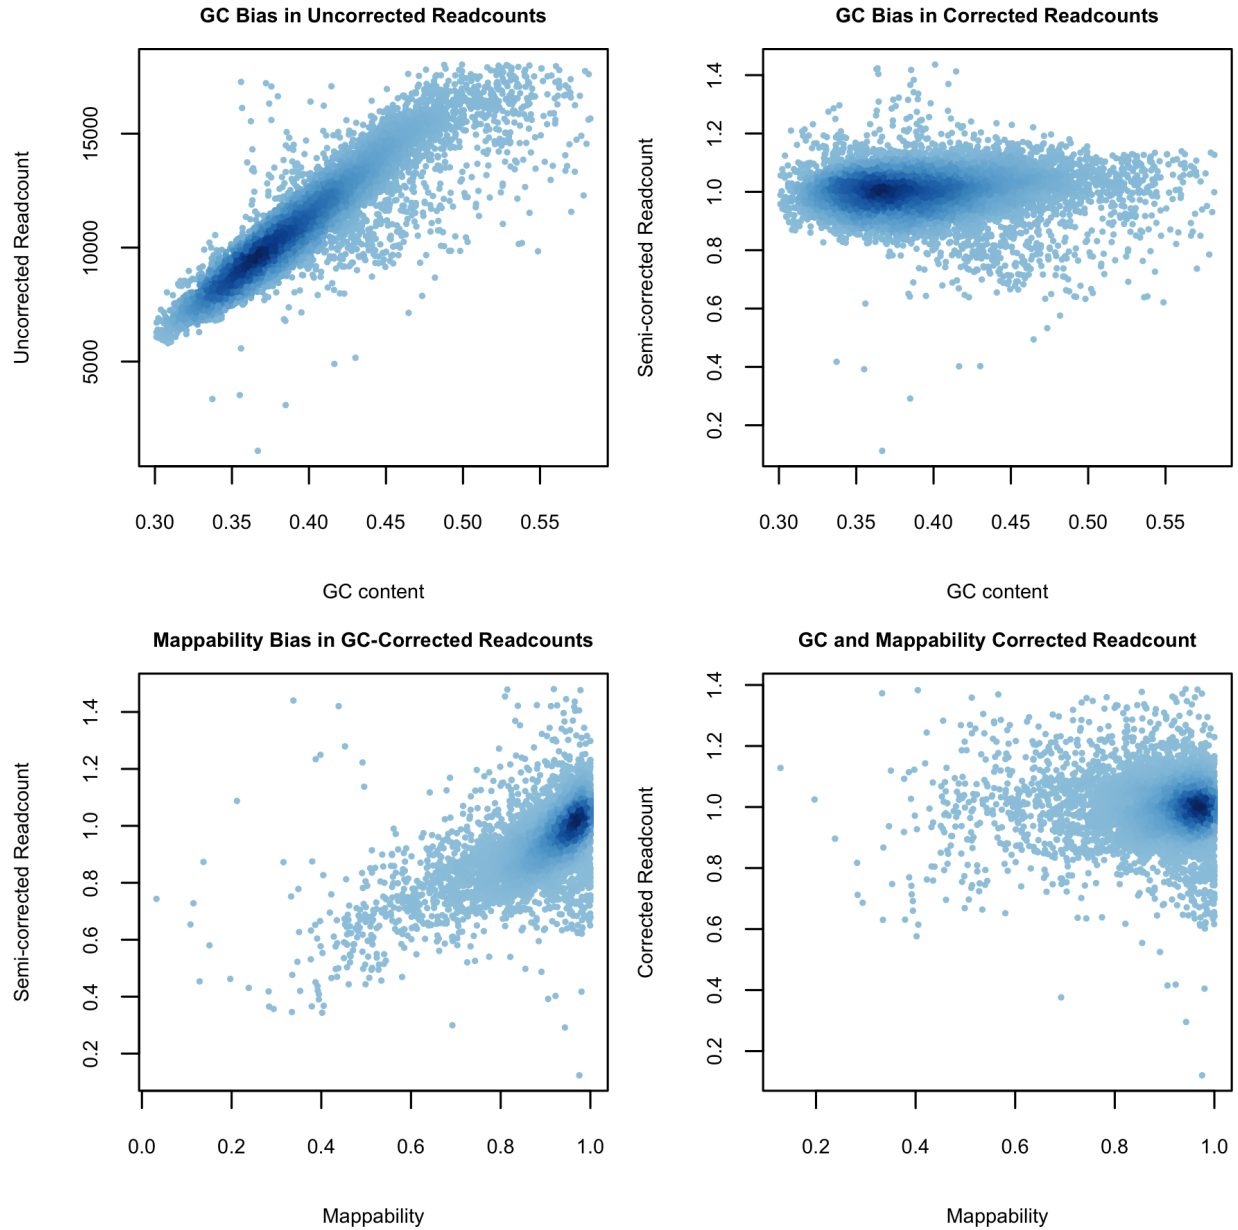 GC Bias in Uncorrected Readcounts
Uncorrected Readcount
15000
10000
5000
0.30 0.35 0.40 0.45 0.50 0.55
GC content
GC Bias in Corrected Readcounts
Semi-corrected Readcount
1.4
1.2
1.0
0.8
0.6
0.4
0.2
0.30 0.35 0.40 0.45 0.50 0.55
GC content
Mappability Bias in GC-Corrected Readcounts
Semi-corrected Readcount
1.4
1.2
1.0
0.8
0.6
0.4
0.2
0.0 0.2 0.4 0.6 0.8 1.0
Mappability
GC and Mappability Corrected Readcount
Corrected Readcount
1.4
1.2
1.0
0.8
0.6
0.4
0.2
0.2 0.4 0.6 0.8 1.0
Mappability